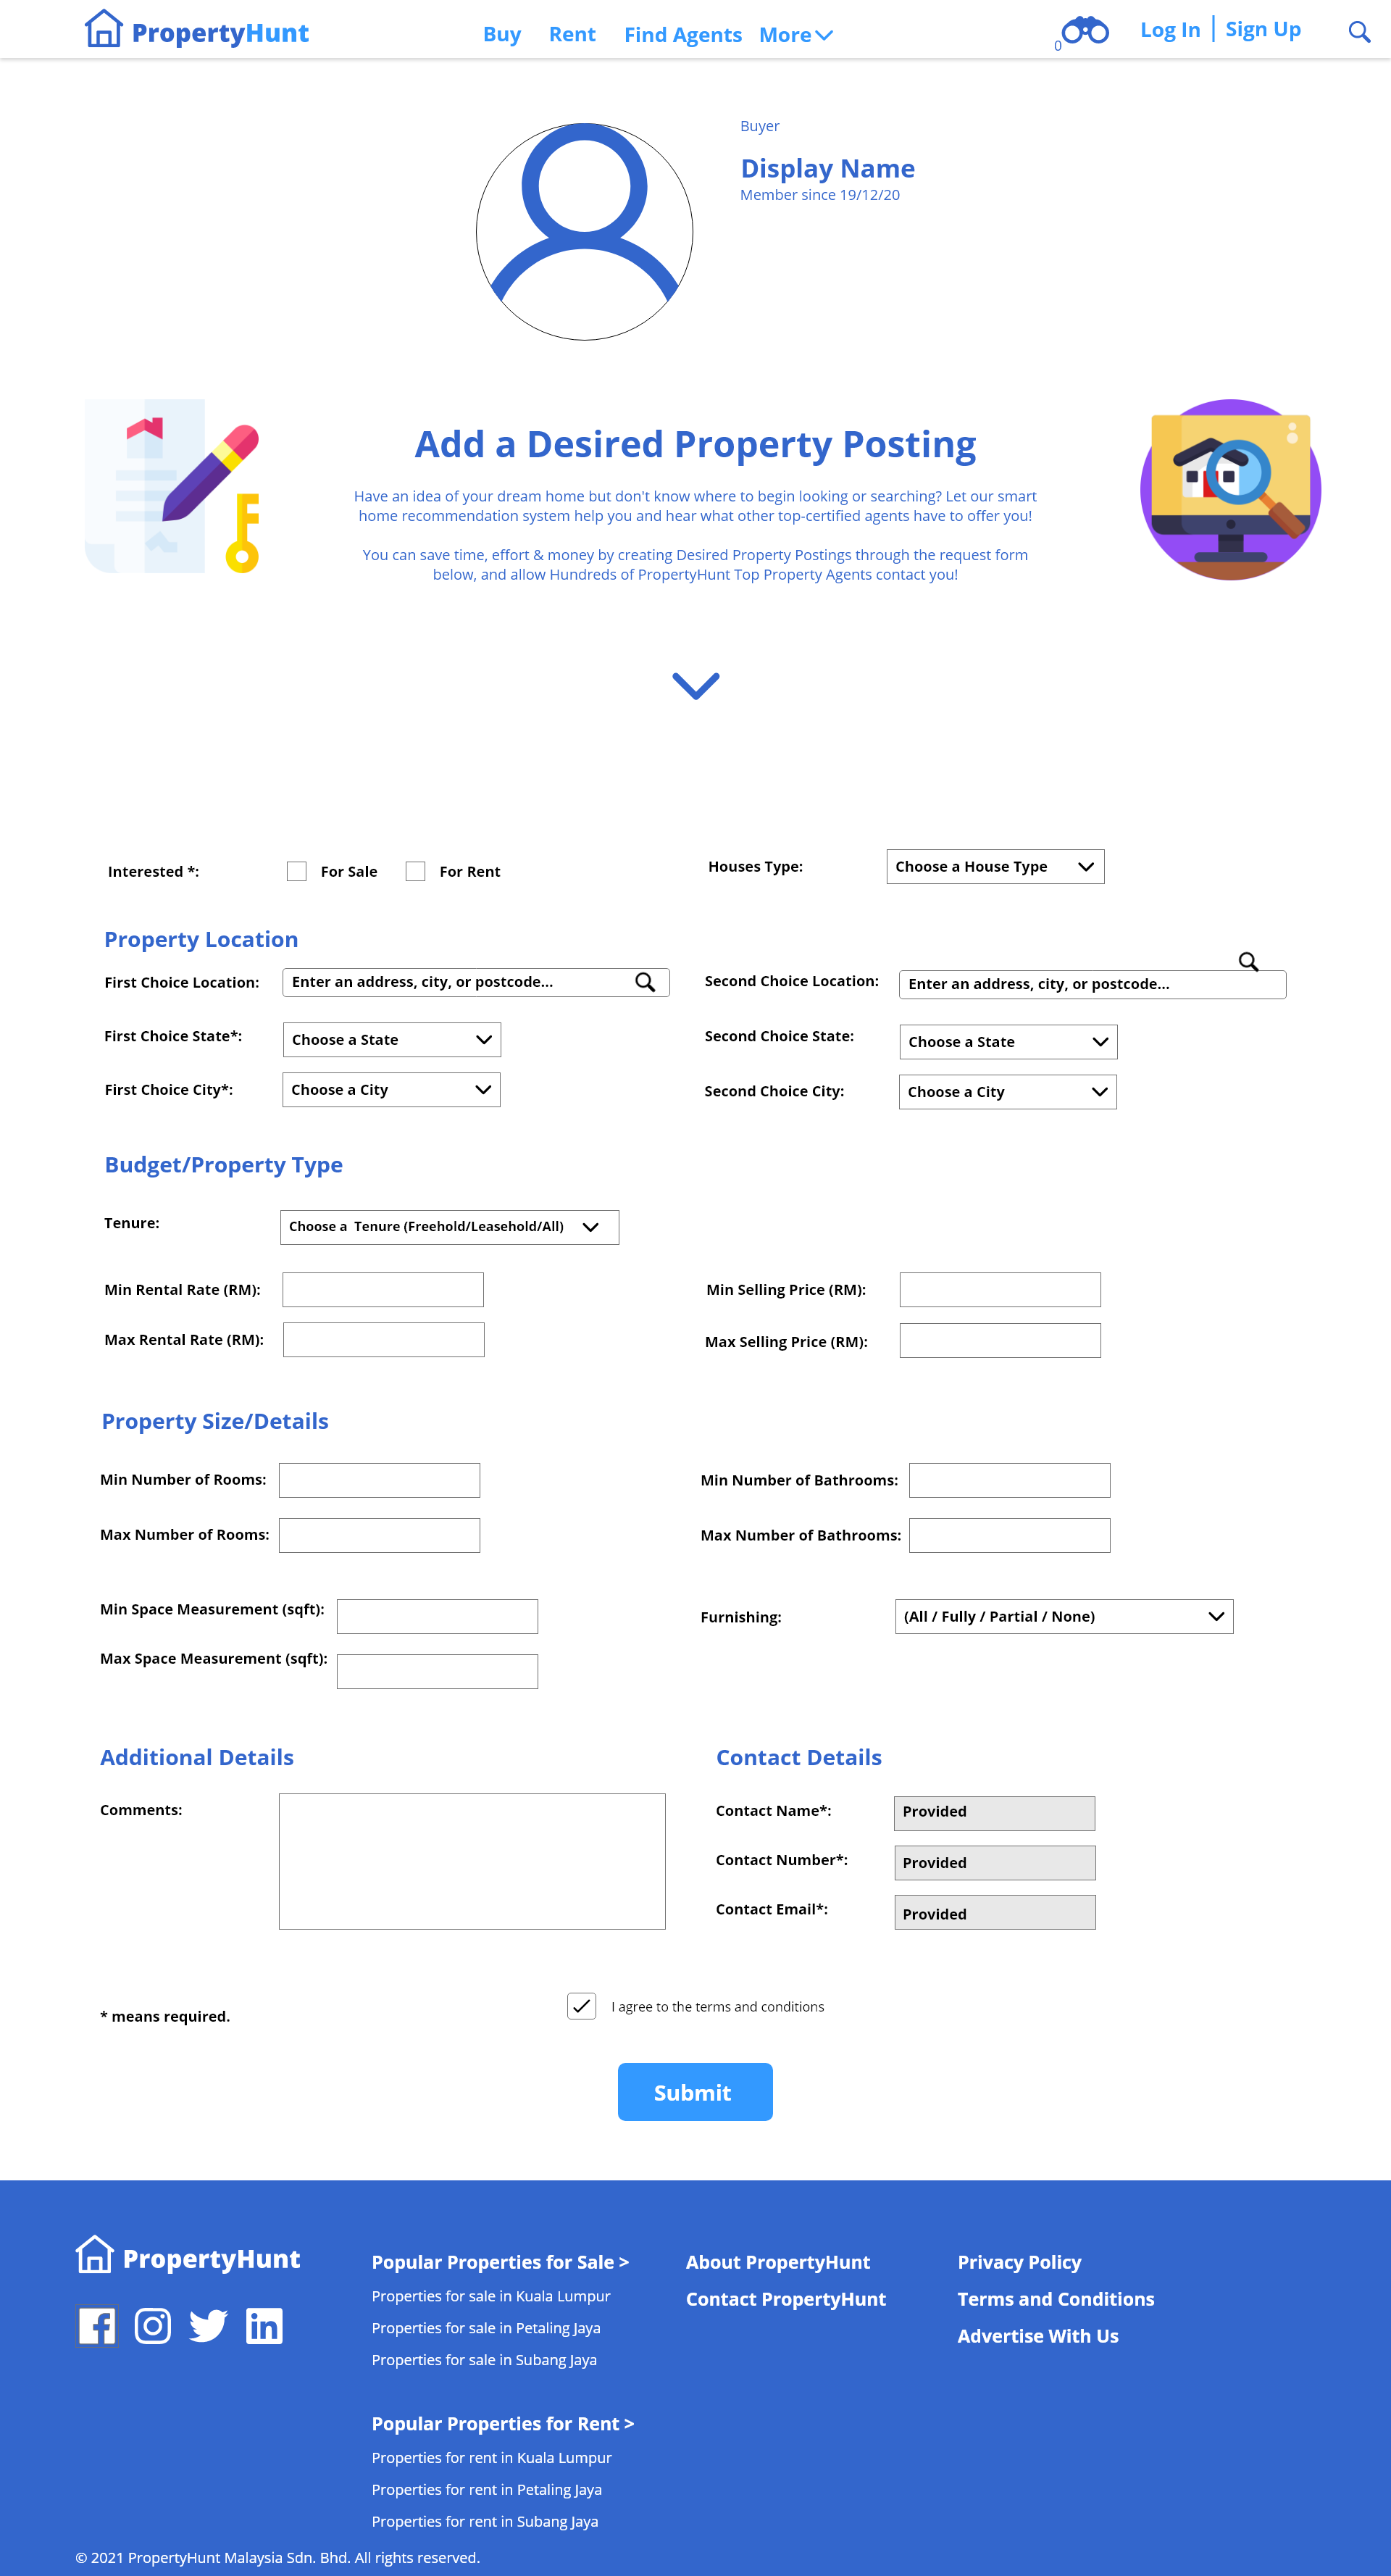 PropertyHunt
Buy Rent Find Agents More
0
Log In | Sign Up
Buyer
Display Name
Member since 19/12/20
Add a Desired Property Posting
Have an idea of your dream home but don't know where to begin looking or searching? Let our smart
home recommendation system help you and hear what other top-certified agents have to offer you!
You can save time, effort & money by creating Desired Property Postings through the request form
below, and allow Hundreds of PropertyHunt Top Property Agents contact you!
Interested *: For Sale For Rent
Houses Type: Choose a House Type
Property Location
First Choice Location: Enter an address, city, or postcode...
Second Choice Location: Enter an address, city, or postcode...
First Choice State*: Choose a State
Second Choice State: Choose a State
First Choice City*: Choose a City
Second Choice City: Choose a City
Budget/Property Type
Tenure: Choose a Tenure (Freehold/Leasehold/All)
Min Rental Rate (RM):
Min Selling Price (RM):
Max Rental Rate (RM):
Max Selling Price (RM):
Property Size/Details
Min Number of Rooms:
Min Number of Bathrooms:
Max Number of Rooms:
Max Number of Bathrooms:
Min Space Measurement (sqft):
Furnishing: (All / Fully / Partial / None)
Max Space Measurement (sqft):
Additional Details
Comments:
Contact Details
Contact Name*: Provided
Contact Number*: Provided
Contact Email*: Provided
* means required.
I agree to the terms and conditions
Submit
PropertyHunt
Popular Properties for Sale >
Properties for sale in Kuala Lumpur
Properties for sale in Petaling Jaya
Properties for sale in Subang Jaya
Popular Properties for Rent >
Properties for rent in Kuala Lumpur
Properties for rent in Petaling Jaya
Properties for rent in Subang Jaya
About PropertyHunt
Contact PropertyHunt
Privacy Policy
Terms and Conditions
Advertise With Us
© 2021 PropertyHunt Malaysia Sdn. Bhd. All rights reserved.